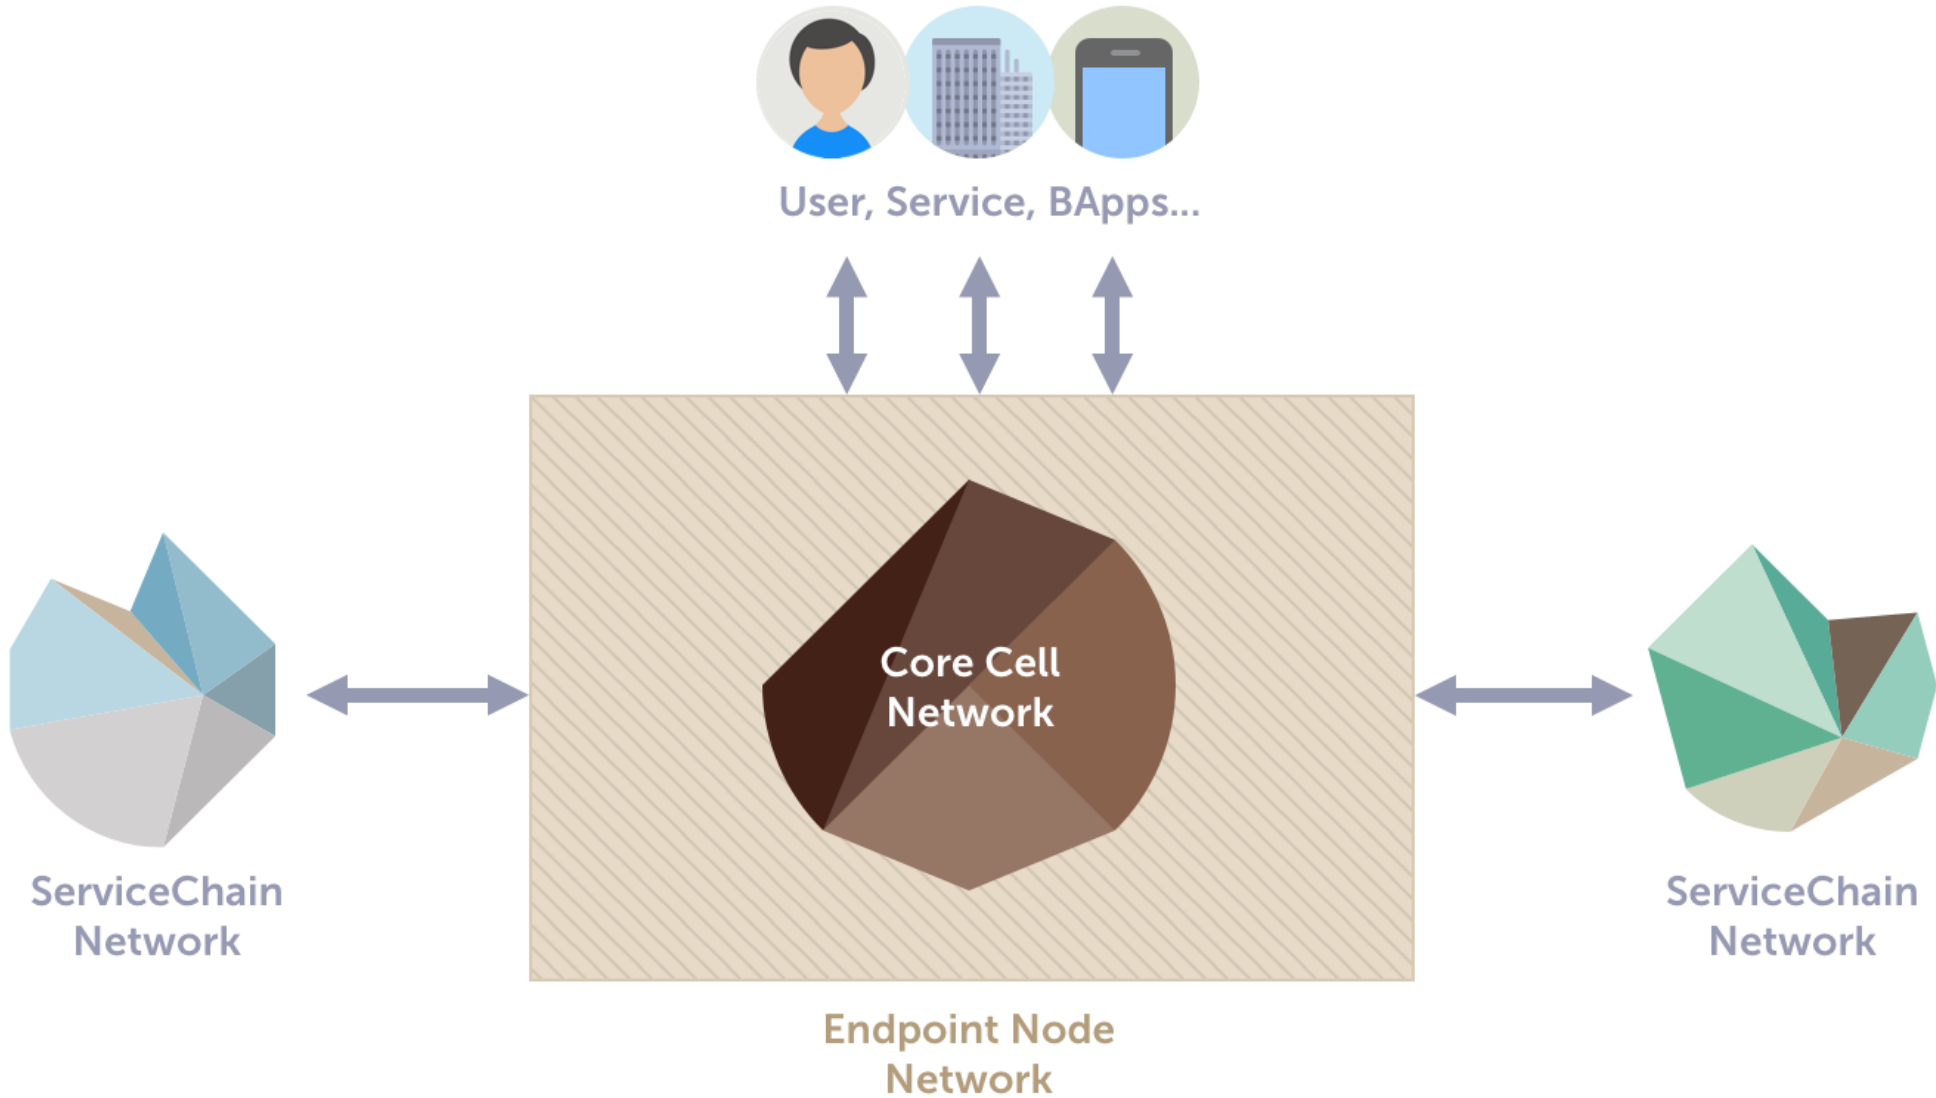 User, Service, BApps...
Core Cell
Network
ServiceChain
Network
ServiceChain
Network
Endpoint Node
Network